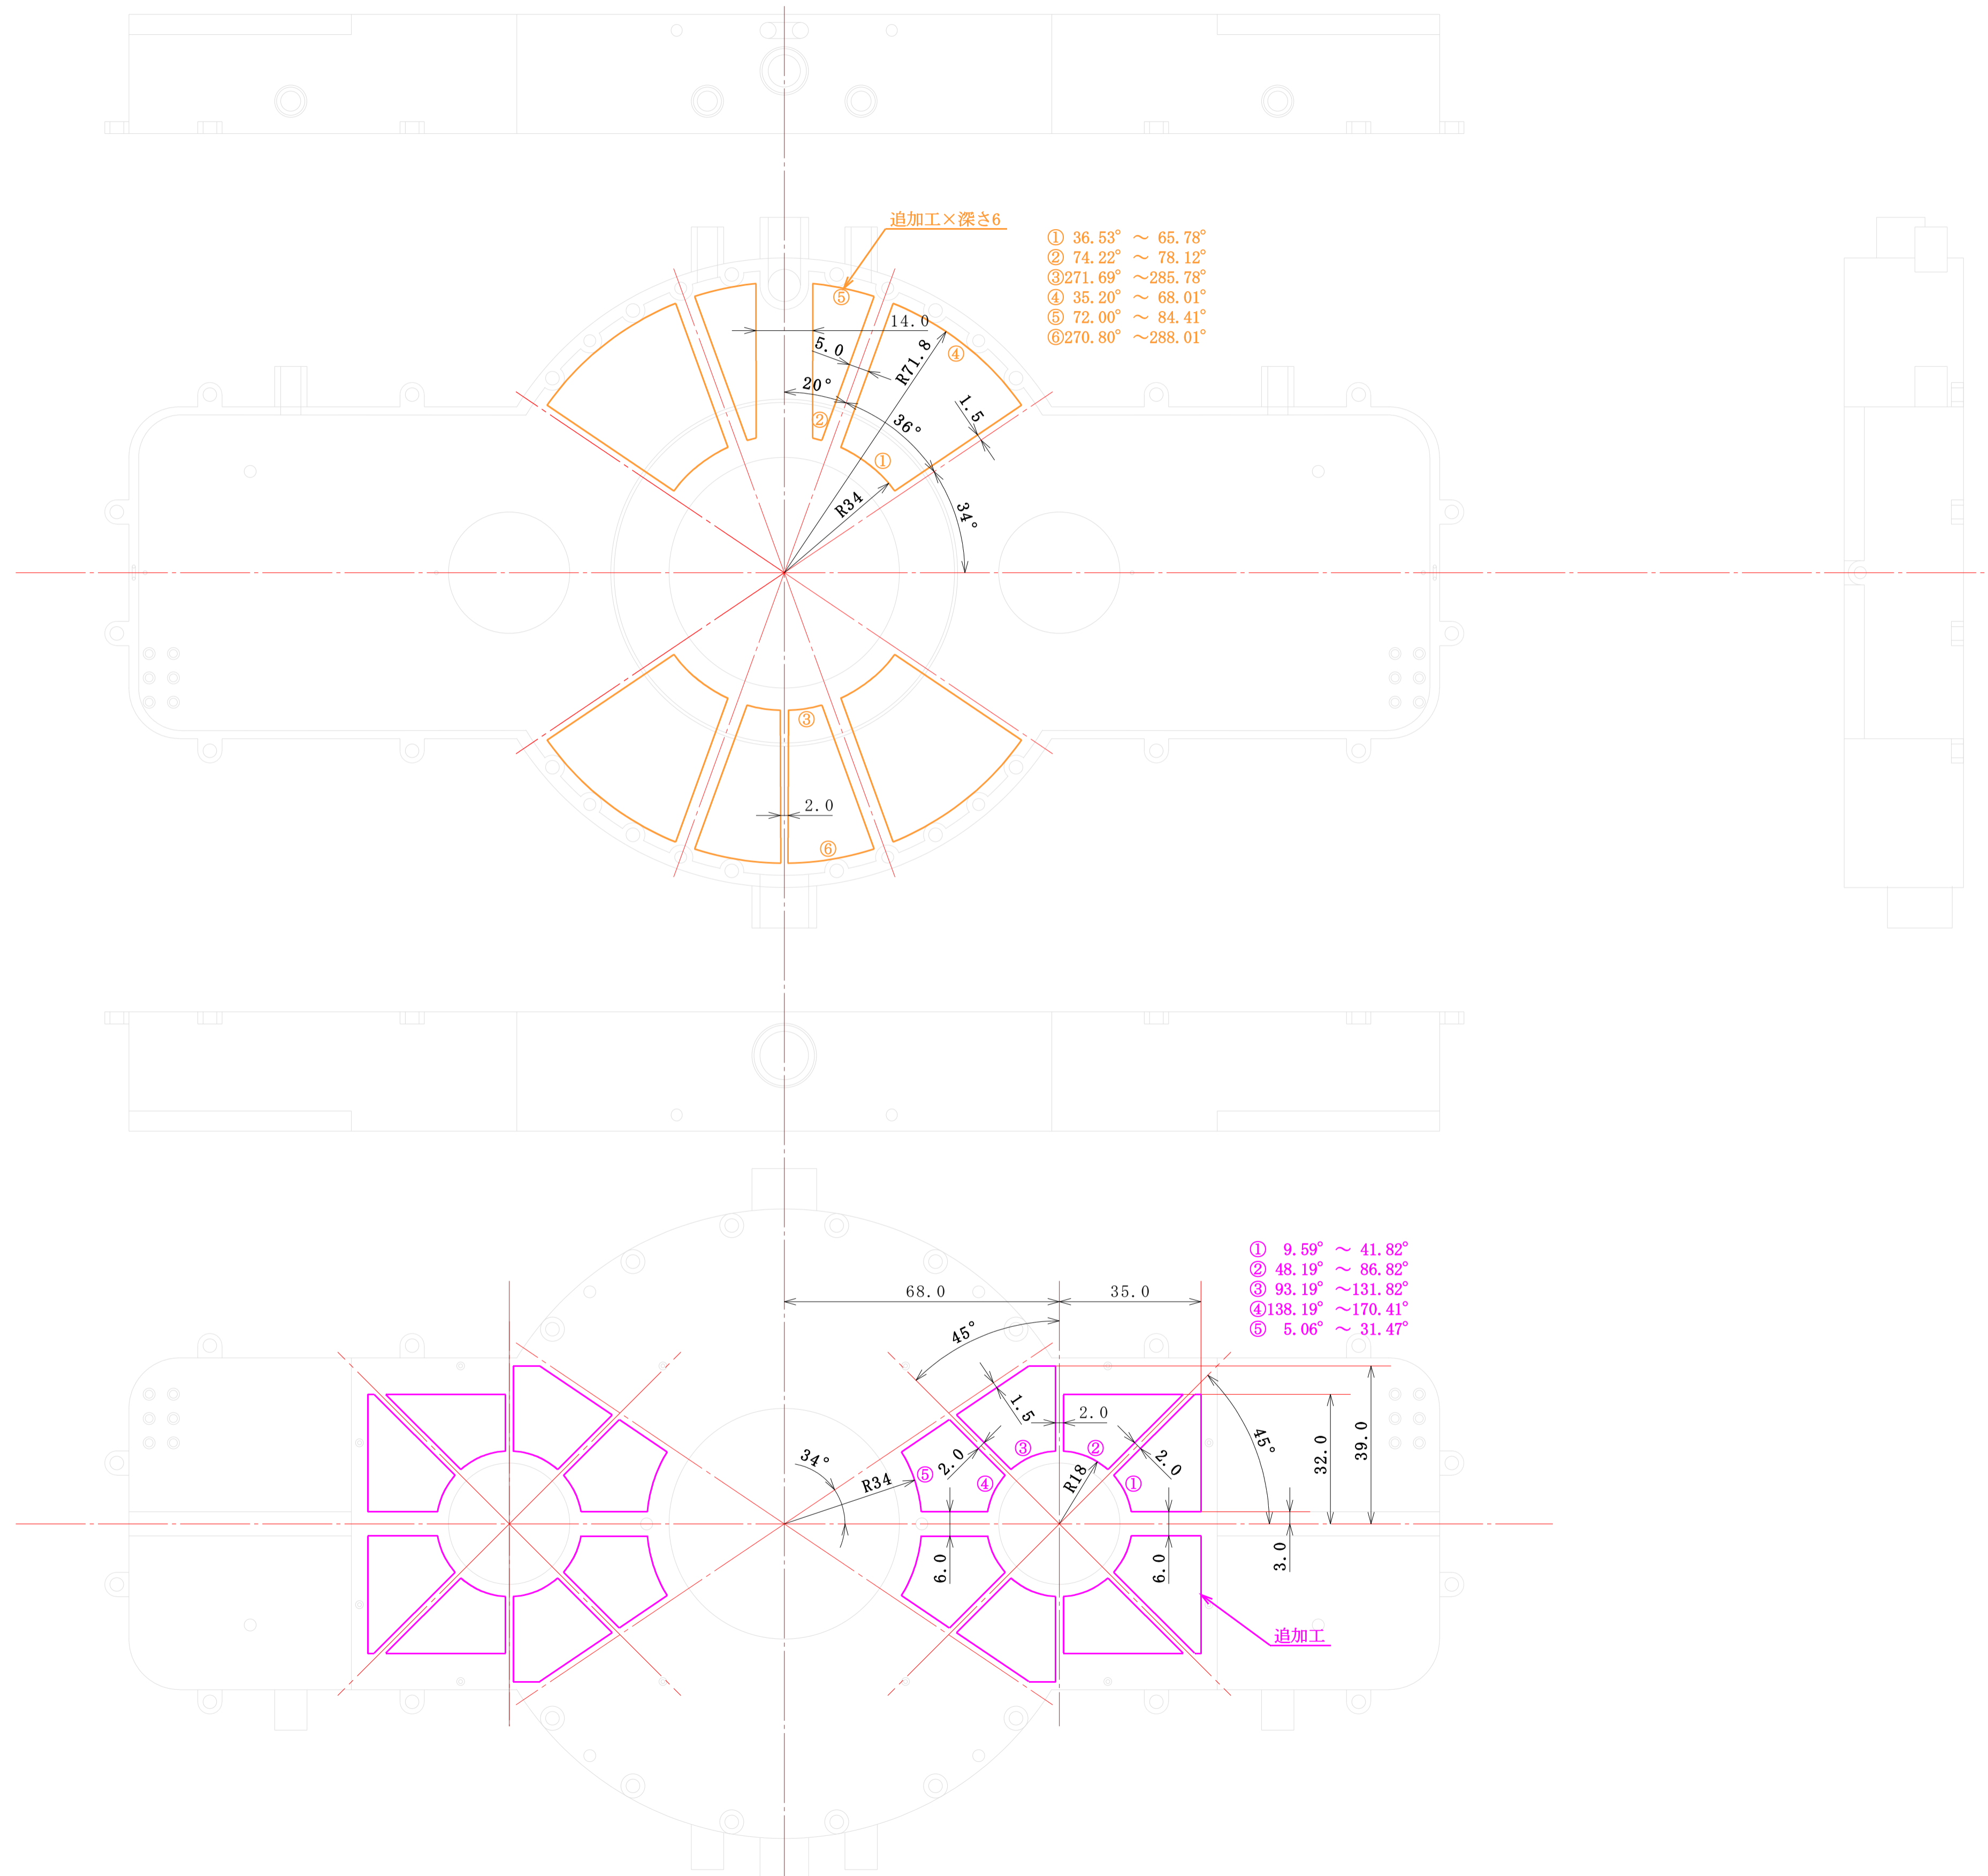 追加工×深さ6
① 36.53° ～ 65.78°
② 74.22° ～ 78.12°
③271.69° ～285.78°
④ 35.20° ～ 68.01°
⑤ 72.00° ～ 84.41°
⑥270.80° ～288.01°
⑤
14.0
5.0
R71.8
④
20°
②
36°
1.5
①
R34
34°
③
2.0
⑥
① 9.59° ～ 41.82°
② 48.19° ～ 86.82°
③ 93.19° ～131.82°
④138.19° ～170.41°
⑤ 5.06° ～ 31.47°
68.0
35.0
45°
1.5
2.0
45°
32.0
39.0
③
②
2.0
2.0
34°
R34
⑤
④
R18
①
6.0
6.0
3.0
追加工